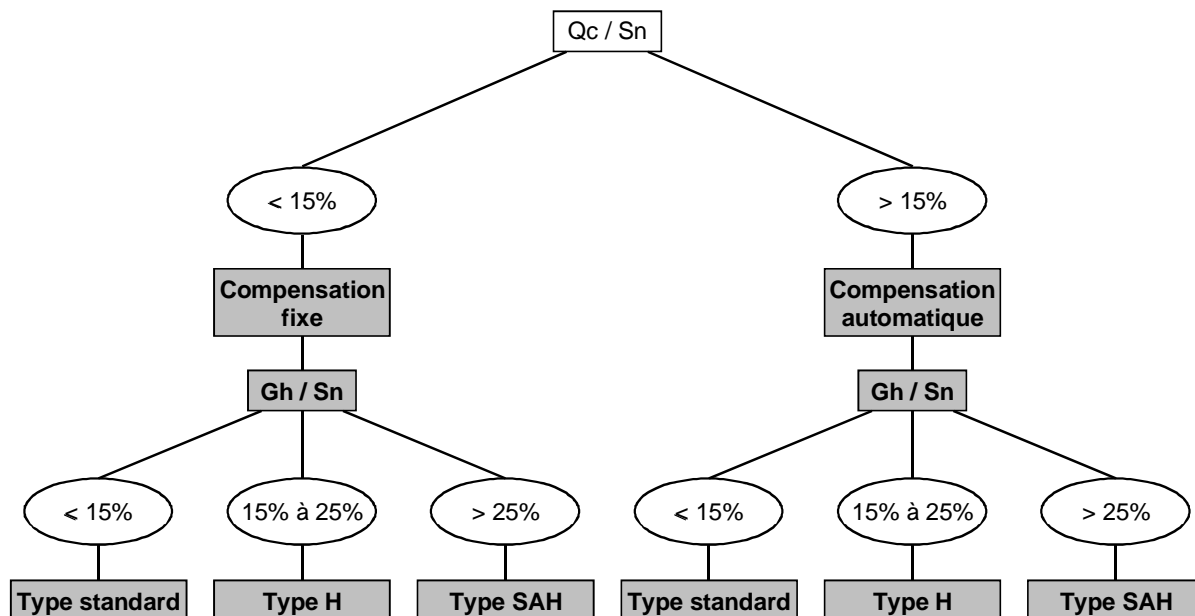 Qc / Sn
< 15%
> 15%
Compensation
fixe
Compensation
automatique
Gh / Sn
Gh / Sn
< 15%
15% à 25%
> 25%
< 15%
15% à 25%
> 25%
Type standard
Type H
Type SAH
Type standard
Type H
Type SAH